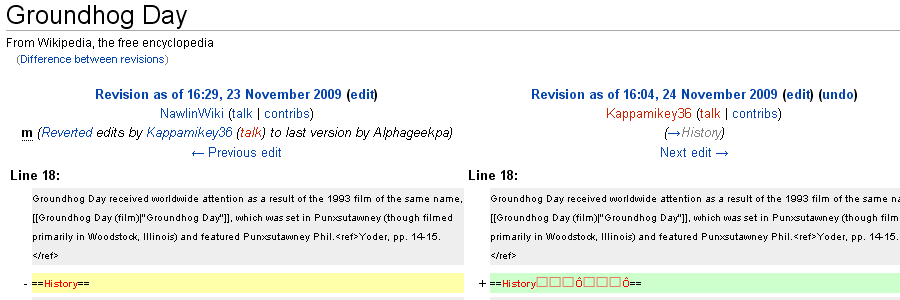 Groundhog Day
From Wikipedia, the free encyclopedia
(Difference between revisions)
Revision as of 16:29, 23 November 2009 (edit)
NawlinWiki (talk | contribs)
m (Reverted edits by Kappamikey36 (talk) to last version by Alphageekpa)
← Previous edit
Line 18:
Groundhog Day received worldwide attention as a result of the 1993 film of the same name,
[[Groundhog Day (film)|"Groundhog Day"]], which was set in Punxsutawney (though filmed
primarily in Woodstock, Illinois) and featured Punxsutawney Phil.<ref>Yoder, pp. 14-15.
</ref>
- ==History==
Revision as of 16:04, 24 November 2009 (edit) (undo)
Kappamikey36 (talk | contribs)
(→History)
Next edit →
Line 18:
Groundhog Day received worldwide attention as a result of the 1993 film of the same na
[[Groundhog Day (film)|"Groundhog Day"]], which was set in Punxsutawney (though film
primarily in Woodstock, Illinois) and featured Punxsutawney Phil.<ref>Yoder, pp. 14-15.
</ref>
+ ==History□□□Ô□□□Ô==